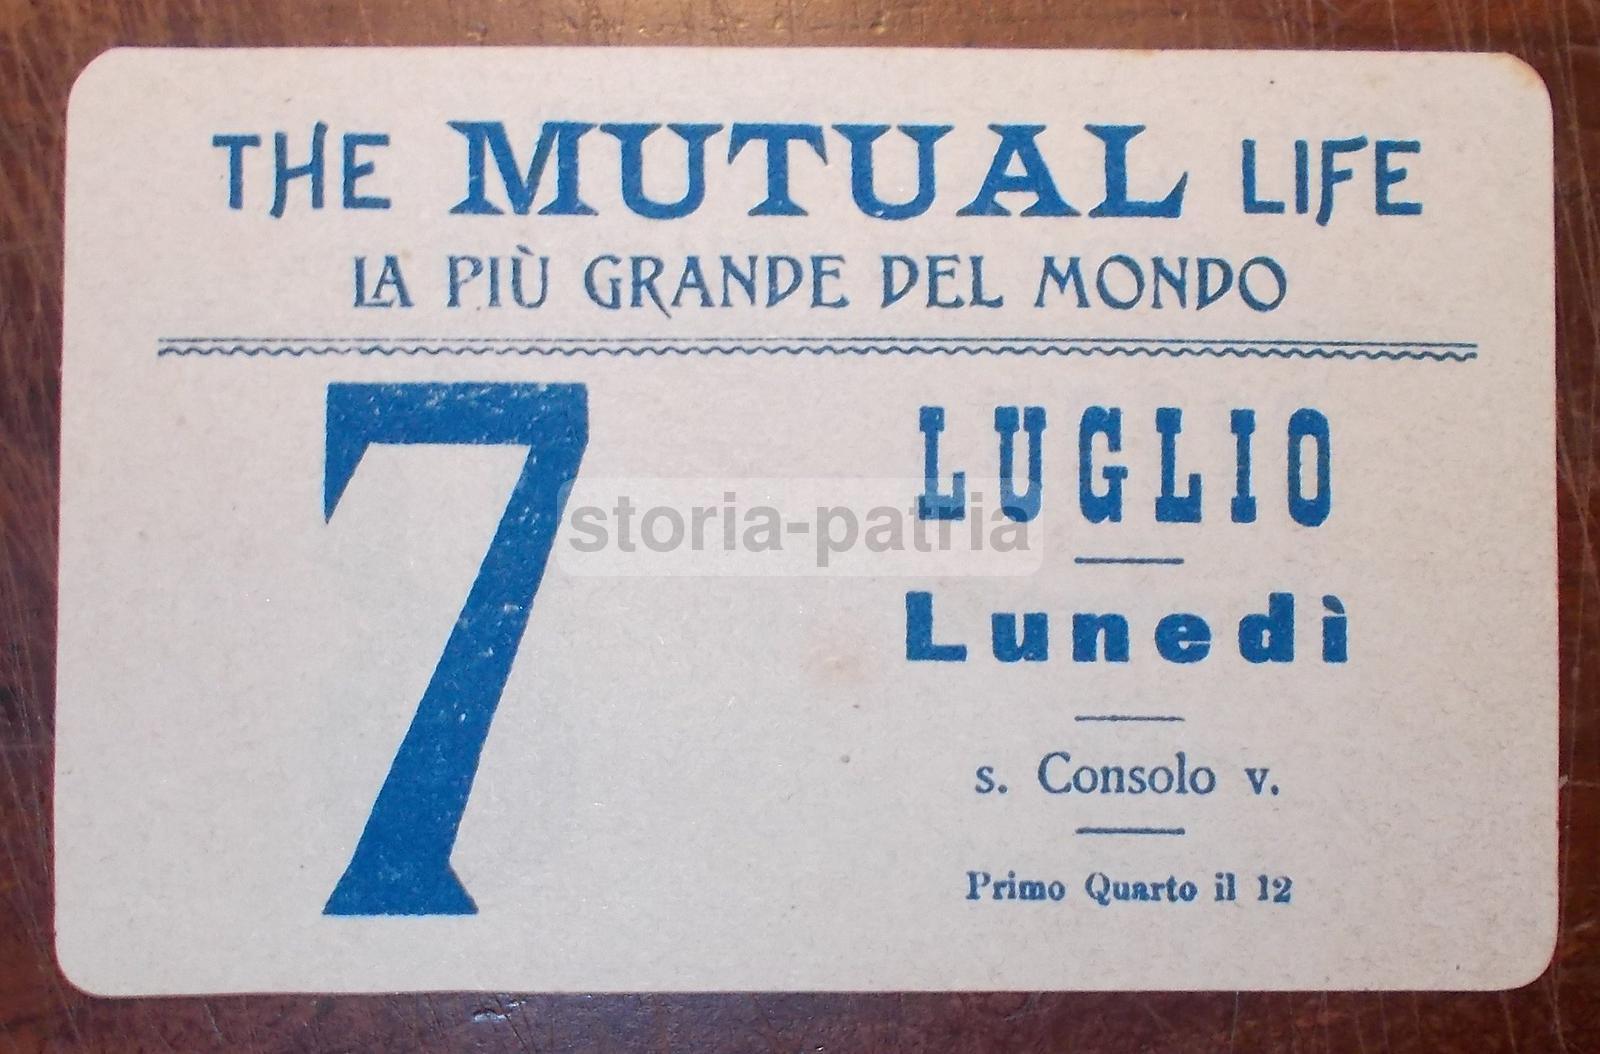 THE MUTUAL LIFE
LA PIÙ GRANDE DEL MONDO
7
LUGLIO
storia-patria
Lunedì
s. Consolo v.
Primo Quarto il 12